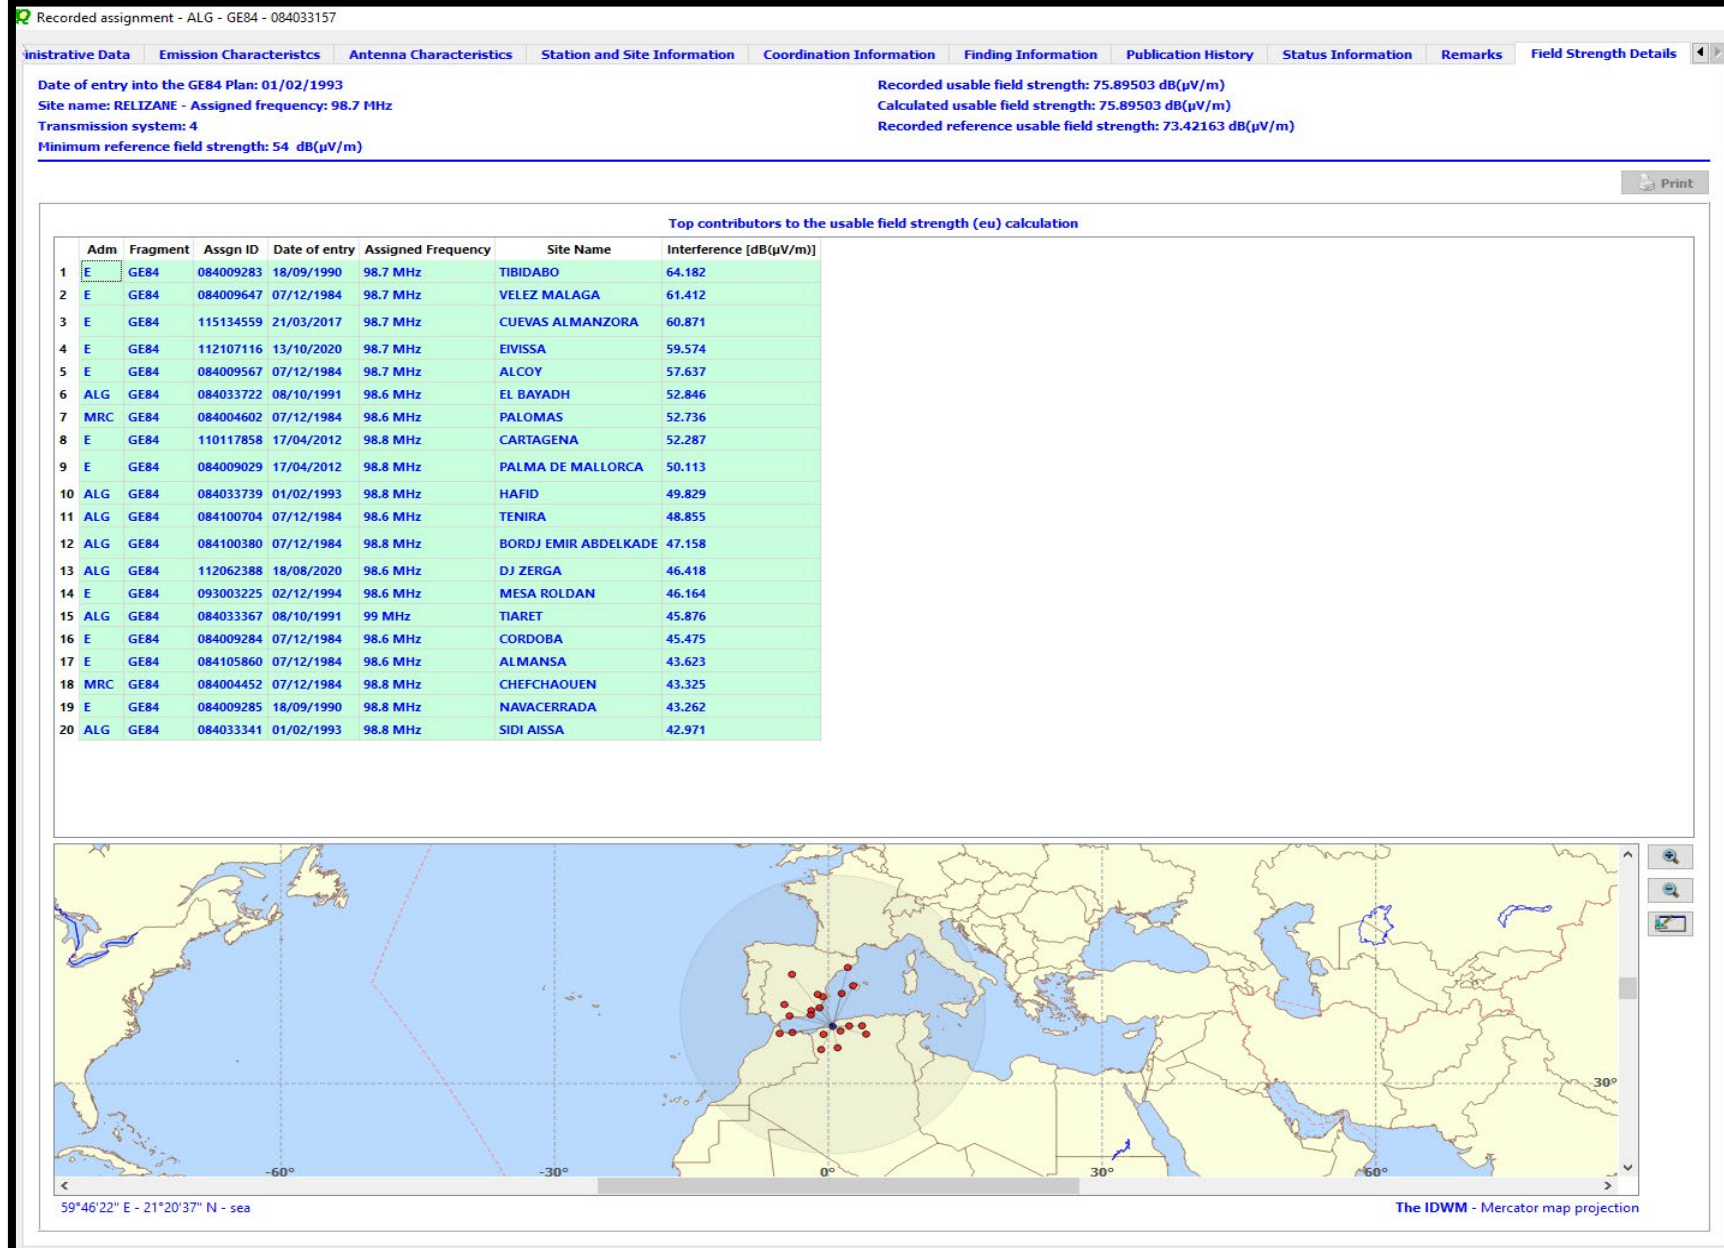 Recorded assignment - ALG - GE84 - 084033157
inistrative Data Emission Characteristcs Antenna Characteristics Station and Site Information Coordination Information Finding Information Publication History Status Information Remarks Field Strength Details
Date of entry into the GE84 Plan: 01/02/1993
Site name: RELIZANE - Assigned frequency: 98.7 MHz
Transmission system: 4
Minimum reference field strength: 54 dB(µV/m)
Recorded usable field strength: 75.89503 dB(µV/m)
Calculated usable field strength: 75.89503 dB(µV/m)
Recorded reference usable field strength: 73.42163 dB(µV/m)
Print
Top contributors to the usable field strength (eu) calculation
Adm Fragment Assgn ID Date of entry Assigned Frequency Site Name Interference [dB(µV/m)]
1 E GE84 084009283 18/09/1990 98.7 MHz TIBIDABO 64.182
2 E GE84 084009647 07/12/1984 98.7 MHz VELEZ MALAGA 61.412
3 E GE84 115134559 21/03/2017 98.7 MHz CUEVAS ALMANZORA 60.871
4 E GE84 112107116 13/10/2020 98.7 MHz EIVISSA 59.574
5 E GE84 084009567 07/12/1984 98.7 MHz ALCOY 57.637
6 ALG GE84 084033722 08/10/1991 98.6 MHz EL BAYADH 52.846
7 MRC GE84 084004602 07/12/1984 98.6 MHz PALOMAS 52.736
8 E GE84 110117858 17/04/2012 98.8 MHz CARTAGENA 52.287
9 E GE84 084009029 17/04/2012 98.8 MHz PALMA DE MALLORCA 50.113
10 ALG GE84 084033739 01/02/1993 98.8 MHz HAFID 49.829
11 ALG GE84 084100704 07/12/1984 98.6 MHz TENIRA 48.855
12 ALG GE84 084100380 07/12/1984 98.8 MHz BORDJ EMIR ABDELKADE 47.158
13 ALG GE84 112062388 18/08/2020 98.6 MHz DJ ZERGA 46.418
14 E GE84 093003225 02/12/1994 98.6 MHz MESA ROLDAN 46.164
15 ALG GE84 084033367 08/10/1991 99 MHz TIARET 45.876
16 E GE84 084009284 07/12/1984 98.6 MHz CORDOBA 45.475
17 E GE84 084105860 07/12/1984 98.6 MHz ALMANSA 43.623
18 MRC GE84 084004452 07/12/1984 98.8 MHz CHEFCHAOUEN 43.325
19 E GE84 084009285 18/09/1990 98.8 MHz NAVACERRADA 43.262
20 ALG GE84 084033341 01/02/1993 98.8 MHz SIDI AISSA 42.971
30°
-60° -30° 0° 30° 60°
59°46'22" E - 21°20'37" N - sea
The IDWM - Mercator map projection